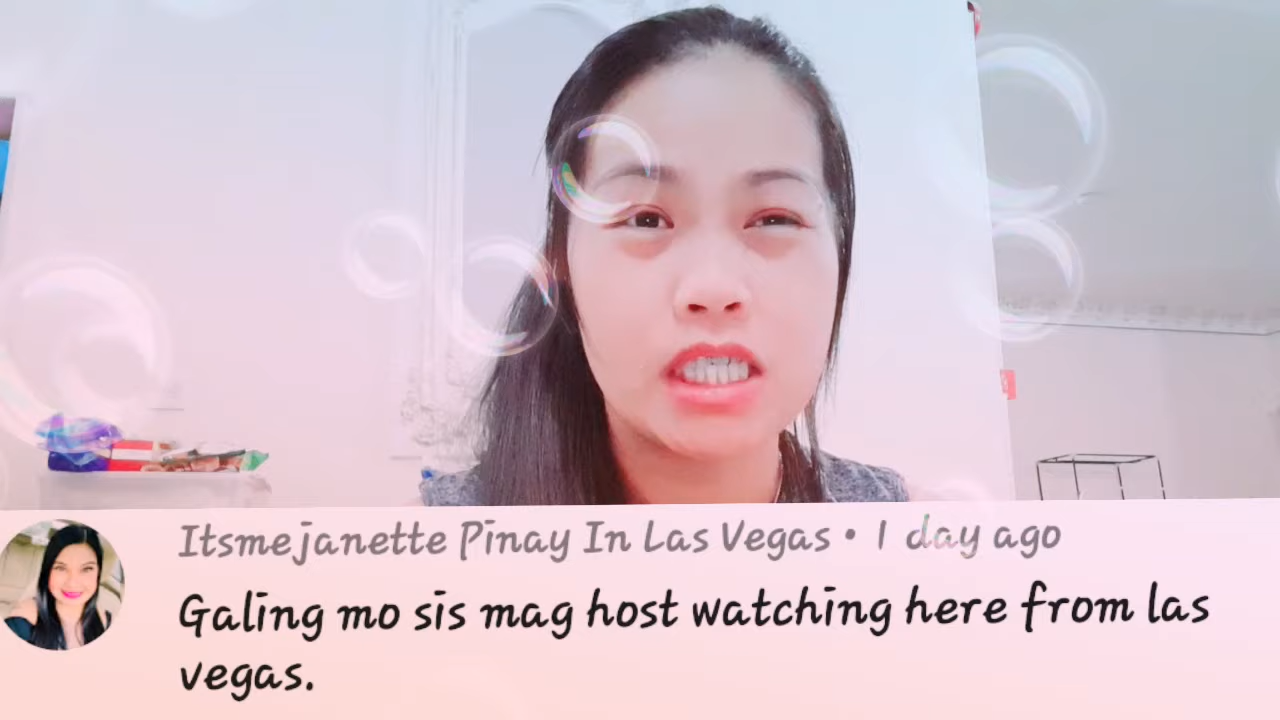 Itsmejanette Pinay In Las Vegas • 1 day ago
Galing mo sis mag host watching here from las
vegas.